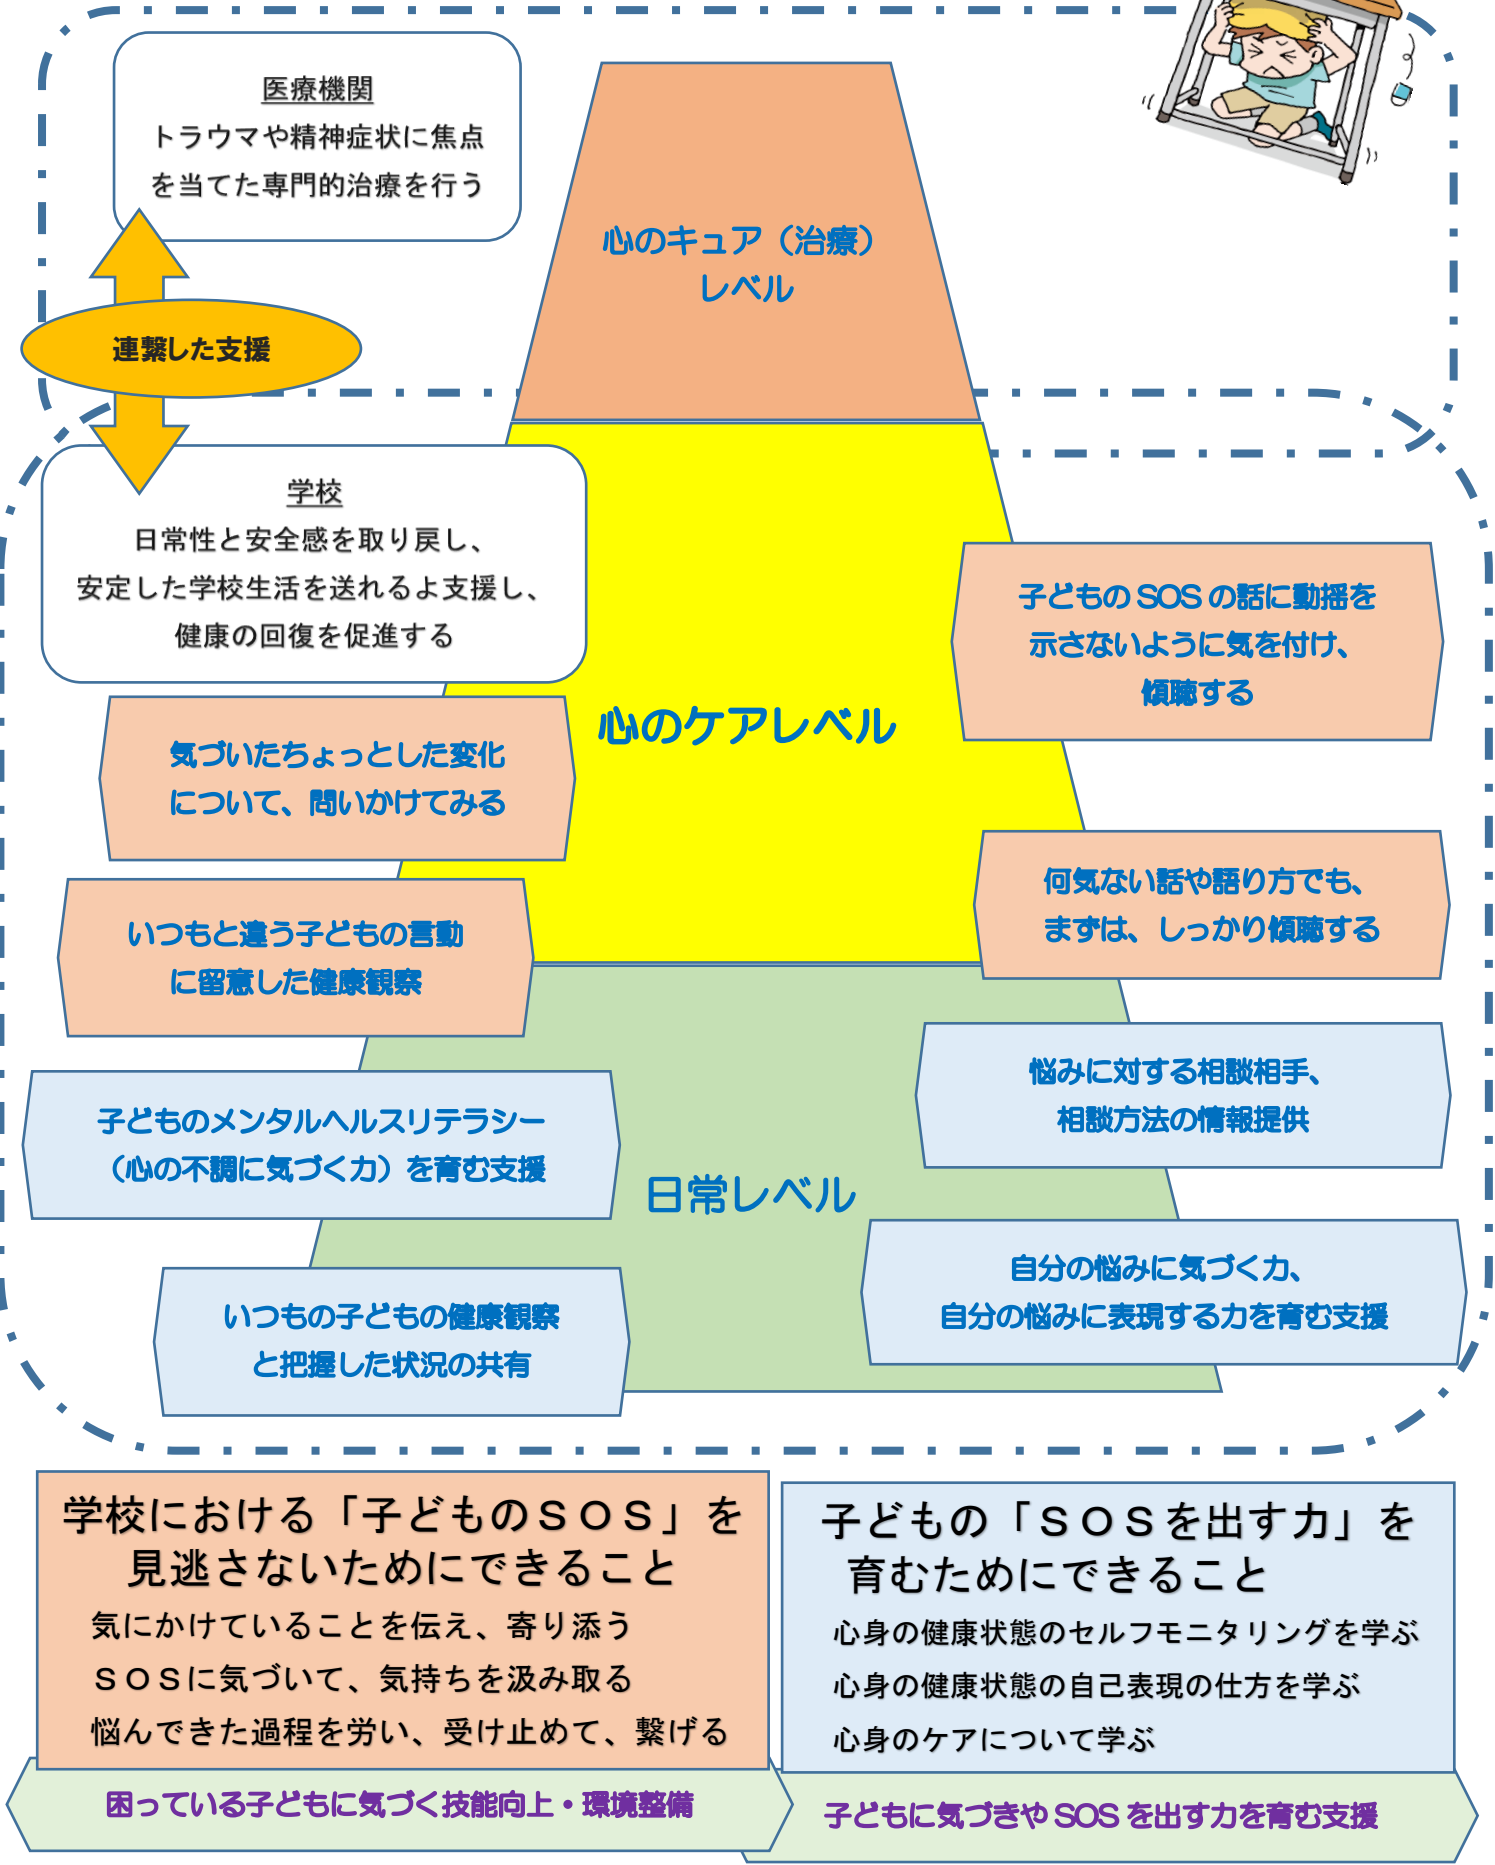 医療機関
トラウマや精神症状に焦点
を当てた専門的治療を行う
心のキュア（治療）
レベル
連繋した支援
学校
日常性と安全感を取り戻し、
安定した学校生活を送れるよ支援し、
健康の回復を促進する
子どものSOSの話に動揺を
示さないように気を付け、
傾聴する
心のケアレベル
気づいたちょっとした変化
について、問いかけてみる
何気ない話や語り方でも、
まずは、しっかり傾聴する
いつもと違う子どもの言動
に留意した健康観察
悩みに対する相談相手、
相談方法の情報提供
子どものメンタルヘルスリテラシー
（心の不調に気づく力）を育む支援
日常レベル
自分の悩みに気づく力、
自分の悩みに表現する力を育む支援
いつもの子どもの健康観察
と把握した状況の共有
学校における「子どものＳＯＳ」を
見逃さないためにできること
気にかけていることを伝え、寄り添う
ＳＯＳに気づいて、気持ちを汲み取る
悩んできた過程を労い、受け止めて、繋げる
困っている子どもに気づく技能向上・環境整備
子どもの「ＳＯＳを出す力」を
育むためにできること
心身の健康状態のセルフモニタリングを学ぶ
心身の健康状態の自己表現の仕方を学ぶ
心身のケアについて学ぶ
子どもに気づきやSOSを出す力を育む支援